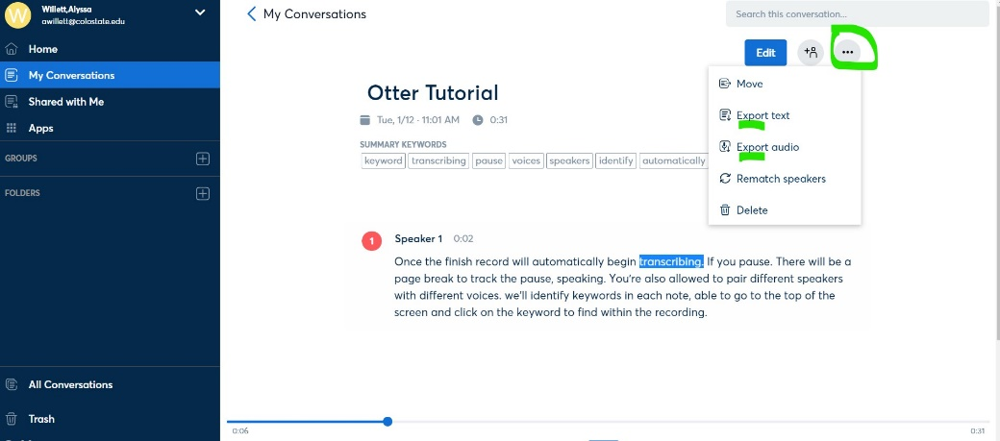 W
Willett,Alyssa
awillett@colostate.edu
Home
My Conversations
Shared with Me
Apps
GROUPS
FOLDERS
All Conversations
Trash
My Conversations
Search this conversation...
Edit
Move
Export text
Export audio
Rematch speakers
Delete
Otter Tutorial
Tue, 1/12 · 11:01 AM 0:31
SUMMARY KEYWORDS
keyword transcribing pause voices speakers identify automatically
1 Speaker 1 0:02
Once the finish record will automatically begin transcribing. If you pause. There will be a
page break to track the pause, speaking. You're also allowed to pair different speakers
with different voices. we'll identify keywords in each note, able to go to the top of the
screen and click on the keyword to find within the recording.
0:06 0:31